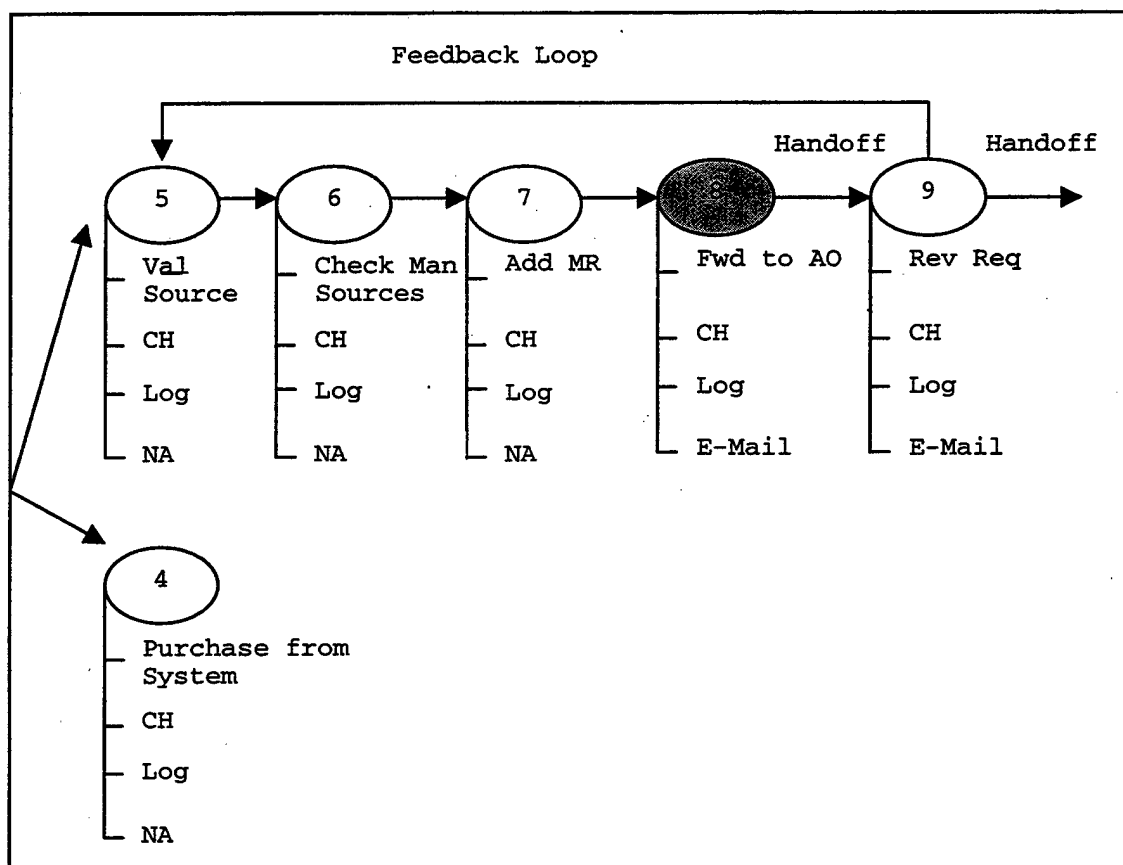 Feedback Loop
Handoff
Handoff
5
6
7
8
9
Val
Source
CH
Log
NA
Check Man
Sources
CH
Log
NA
Add MR
CH
Log
NA
Fwd to AO
CH
Log
E-Mail
Rev Req
CH
Log
E-Mail
4
Purchase from
System
CH
Log
NA